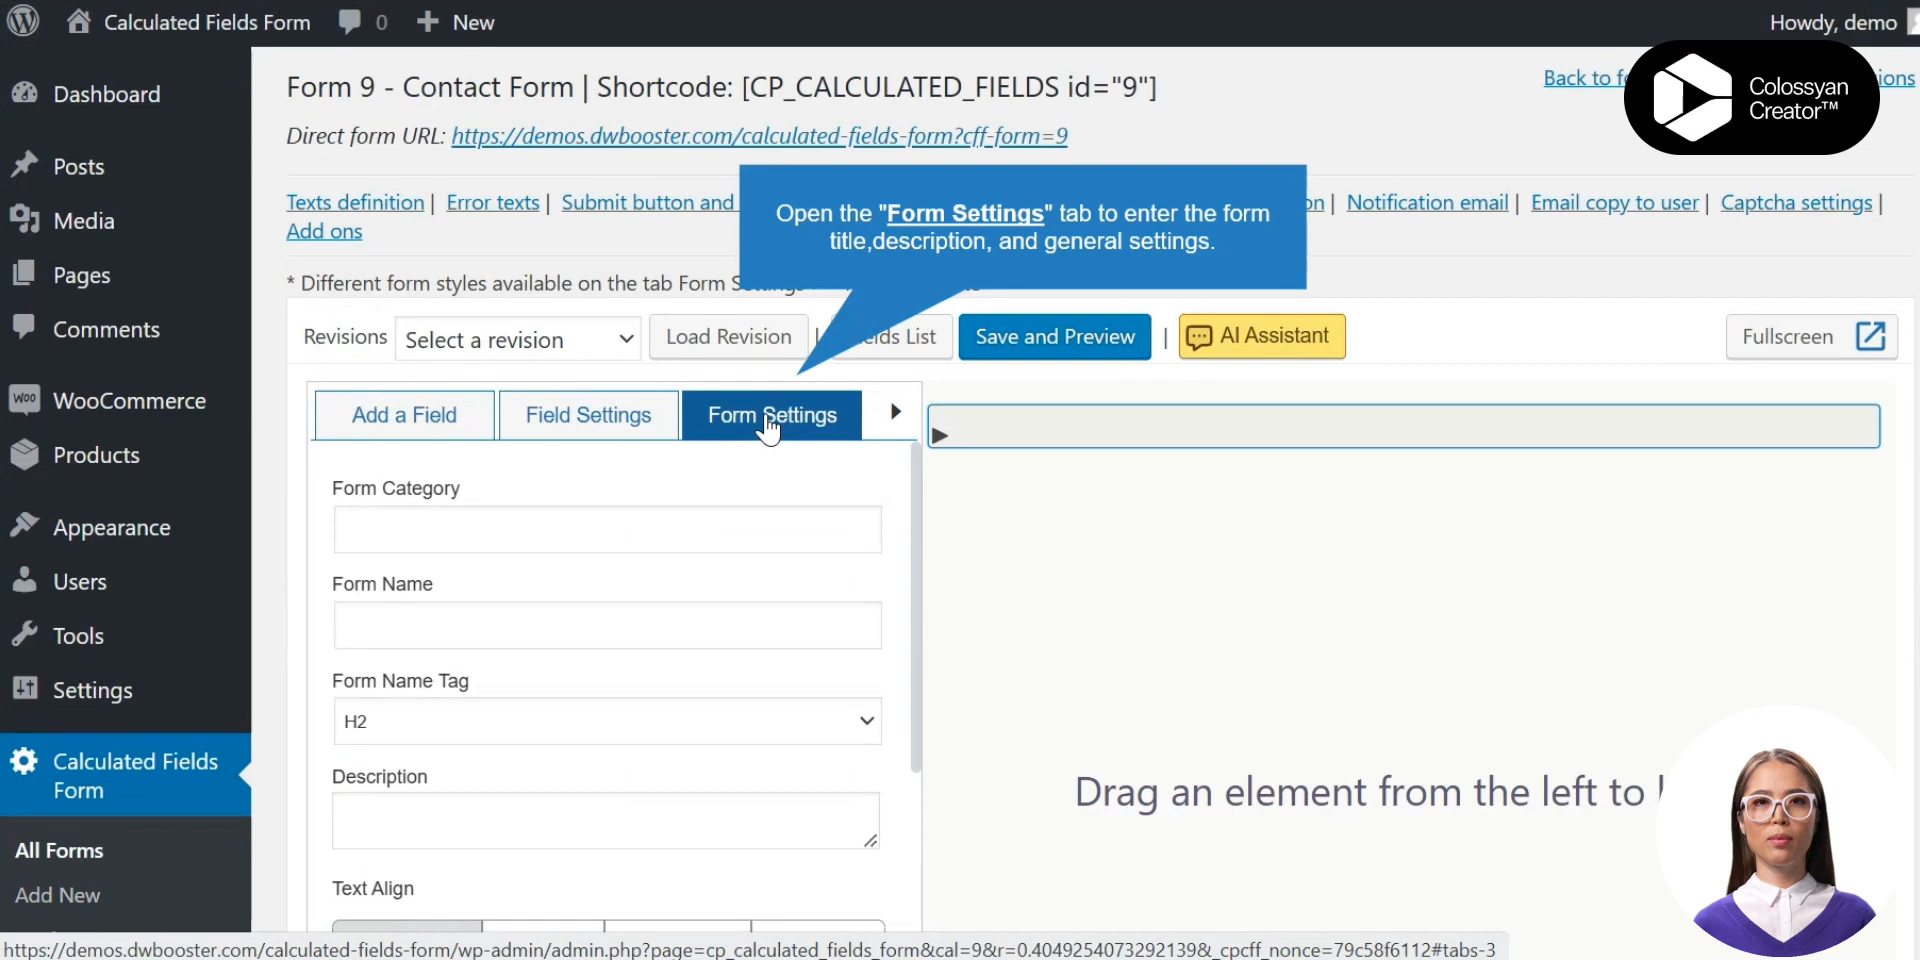 Calculated Fields Form
0
New
Howdy, demo
Colossyan
Creator™
Dashboard
Posts
Media
Pages
Comments
WooCommerce
Products
Appearance
Users
Tools
Settings
Calculated Fields
Form
All Forms
Add New
Form 9 - Contact Form | Shortcode: [CP_CALCULATED_FIELDS id="9"]
Back to
Direct form URL: https://demos.dwbooster.com/calculated-fields-form?cff-form=9
Texts definition | Error texts | Submit button and
Notification email | Email copy to user | Captcha settings |
Add ons
Open the "Form Settings" tab to enter the form
title,description, and general settings.
* Different form styles available on the tab Form Settings
Revisions Select a revision Load Revision | Fields List Save and Preview | AI Assistant Fullscreen
Add a Field Field Settings Form Settings
Form Category
Form Name
Form Name Tag
H2
Description
Text Align
Drag an element from the left to
https://demos.dwbooster.com/calculated-fields-form/wp-admin/admin.php?page=cp_calculated_fields_form&cal=9&r=0.4049254073292139&_cpcff_nonce=79c58f6112#tabs-3